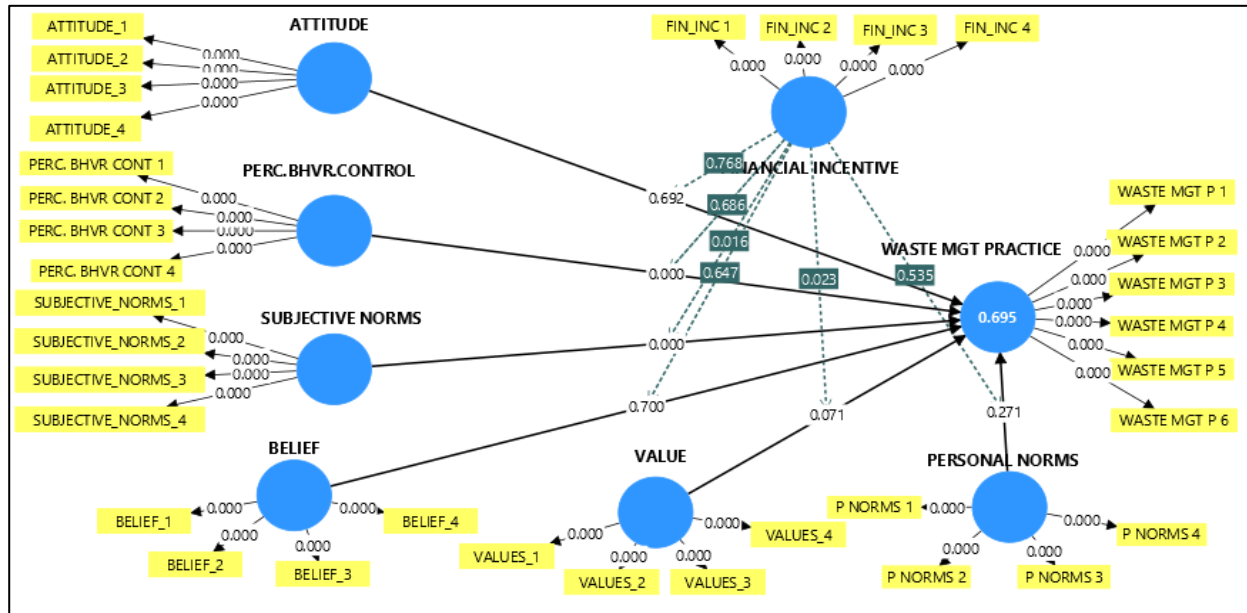 ATTITUDE_1
ATTITUDE_2
ATTITUDE_3
ATTITUDE_4
0.000
0.000
0.000
0.000
ATTITUDE
FIN_INC 1
FIN_INC 2
FIN_INC 3
FIN_INC 4
0.000
0.000
0.000
0.000
IANCIAL INCENTIVE
PERC. BHVR CONT 1
PERC. BHVR CONT 2
PERC. BHVR CONT 3
PERC. BHVR CONT 4
0.000
0.000
0.000
0.000
PERC.BHVR.CONTROL
0.768
0.692
0.686
0.016
0.000
0.647
0.023
0.535
SUBJECTIVE_NORMS_1
SUBJECTIVE_NORMS_2
SUBJECTIVE_NORMS_3
SUBJECTIVE_NORMS_4
0.000
0.000
0.000
0.000
SUBJECTIVE NORMS
0.000
0.700
0.071
0.271
WASTE MGT PRACTICE
0.695
WASTE MGT P 1
WASTE MGT P 2
WASTE MGT P 3
WASTE MGT P 4
WASTE MGT P 5
WASTE MGT P 6
0.000
0.000
0.000
0.000
0.000
0.000
BELIEF
0.000
0.000
0.000
0.000
BELIEF_1
BELIEF_2
BELIEF_3
BELIEF_4
VALUE
0.000
0.000
0.000
0.000
VALUES_1
VALUES_2
VALUES_3
VALUES_4
PERSONAL NORMS
0.000
0.000
0.000
0.000
P NORMS 1
P NORMS 2
P NORMS 3
P NORMS 4